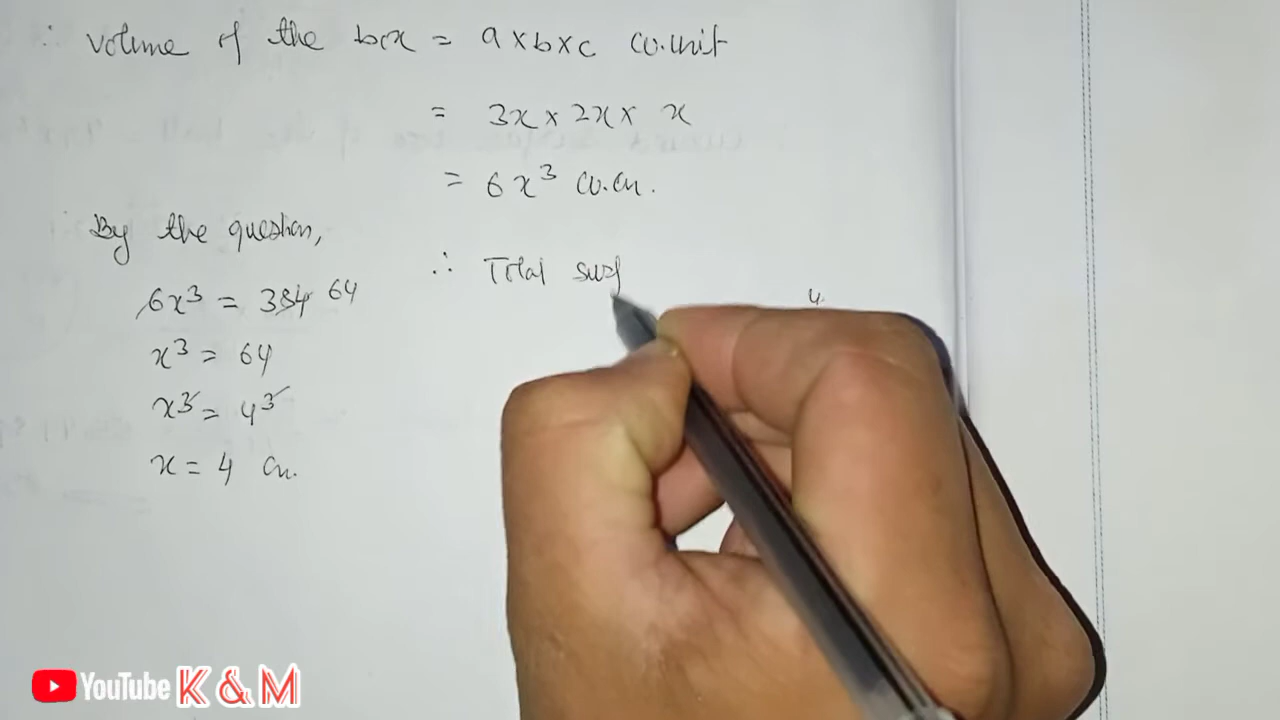 ∴ Volume of the box = a×b×c cu.unit
= 3x × 2x × x
= 6x³ cu.cm.
By the question,
6x³ = 384 64
x³ = 64
x³ = 4³
x = 4 cm.
∴ Total surf
4
YouTube K & M